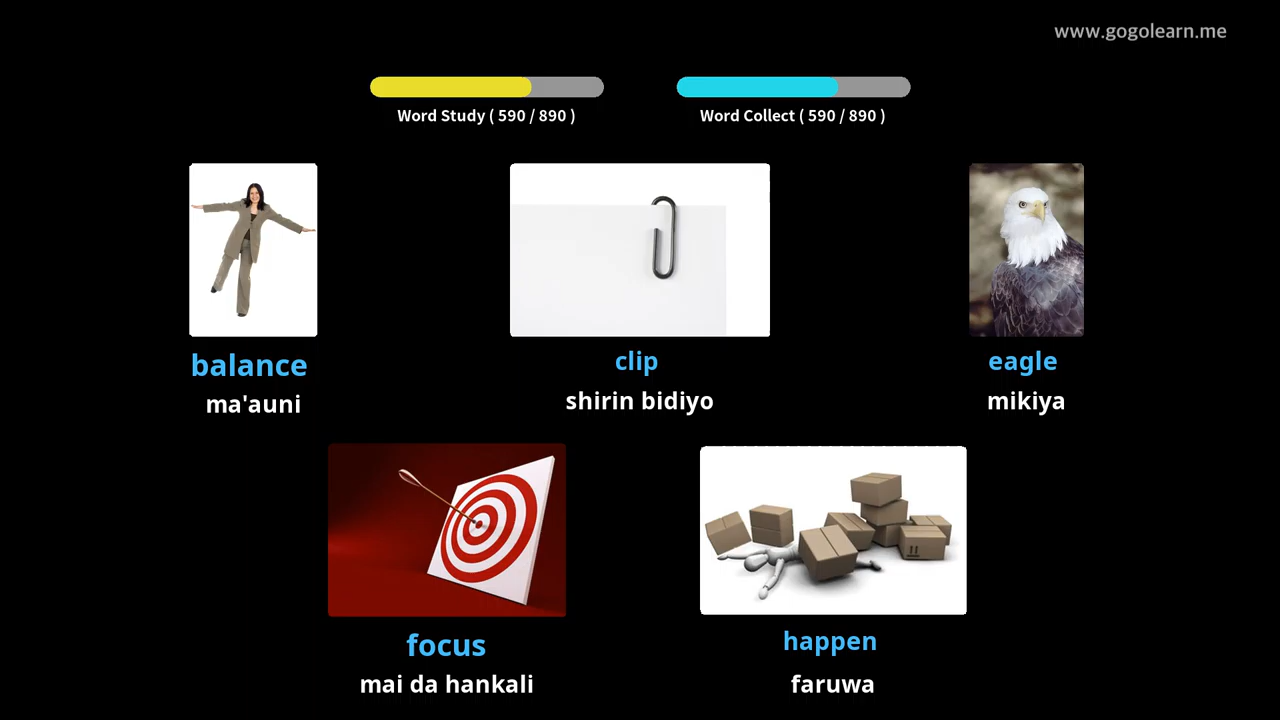 www.gogolearn.me
Word Study ( 590 / 890 )
Word Collect ( 590 / 890 )
balance
ma'auni
clip
shirin bidiyo
eagle
mikiya
focus
mai da hankali
happen
faruwa